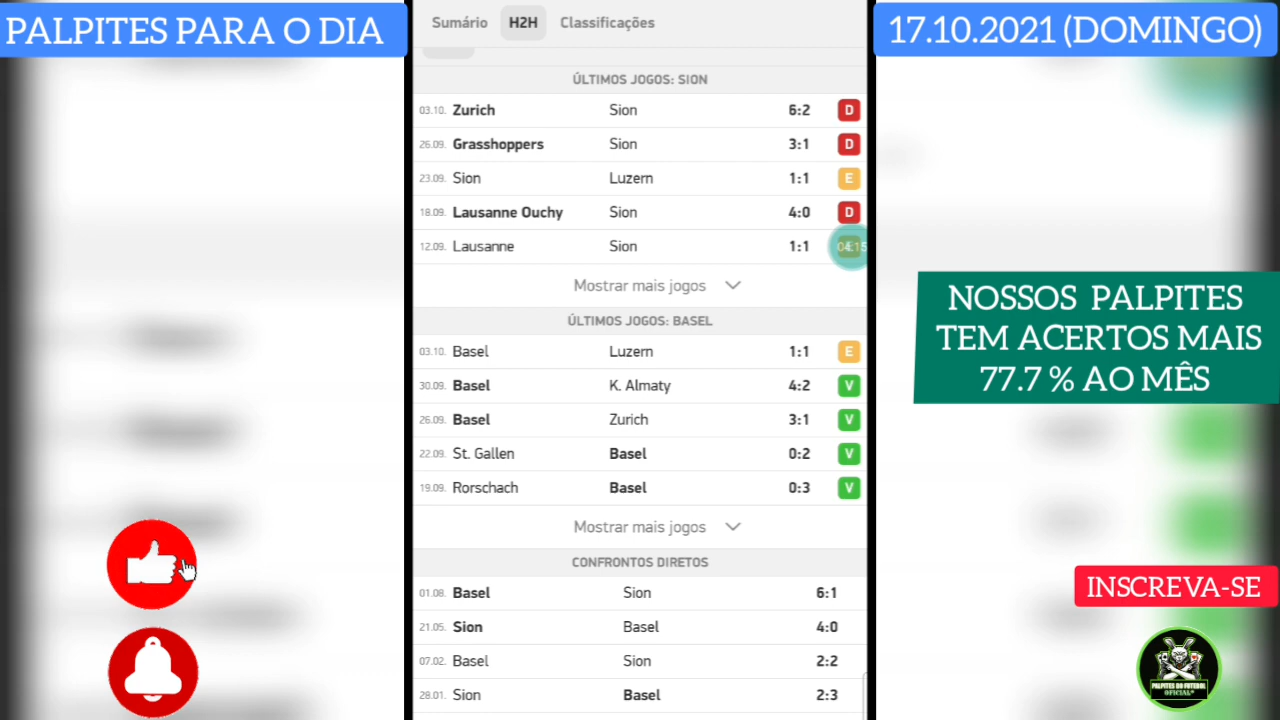 PALPITES PARA O DIA
17.10.2021 (DOMINGO)
Sumário H2H Classificações
ÚLTIMOS JOGOS: SION
03.10. Zurich Sion 6:2 D
26.09. Grasshoppers Sion 3:1 D
23.09. Sion Luzern 1:1 E
18.09. Lausanne Ouchy Sion 4:0 D
12.09. Lausanne Sion 1:1 E
04:15
Mostrar mais jogos
ÚLTIMOS JOGOS: BASEL
03.10. Basel Luzern 1:1 E
30.09. Basel K. Almaty 4:2 V
26.09. Basel Zurich 3:1 V
22.09. St. Gallen Basel 0:2 V
19.09. Rorschach Basel 0:3 V
Mostrar mais jogos
CONFRONTOS DIRETOS
01.08. Basel Sion 6:1
21.05. Sion Basel 4:0
07.02. Basel Sion 2:2
28.01. Sion Basel 2:3
NOSSOS PALPITES
TEM ACERTOS MAIS
77.7 % AO MÊS
INSCREVA-SE
PALPITES DO FUTEBOL
OFICIAL